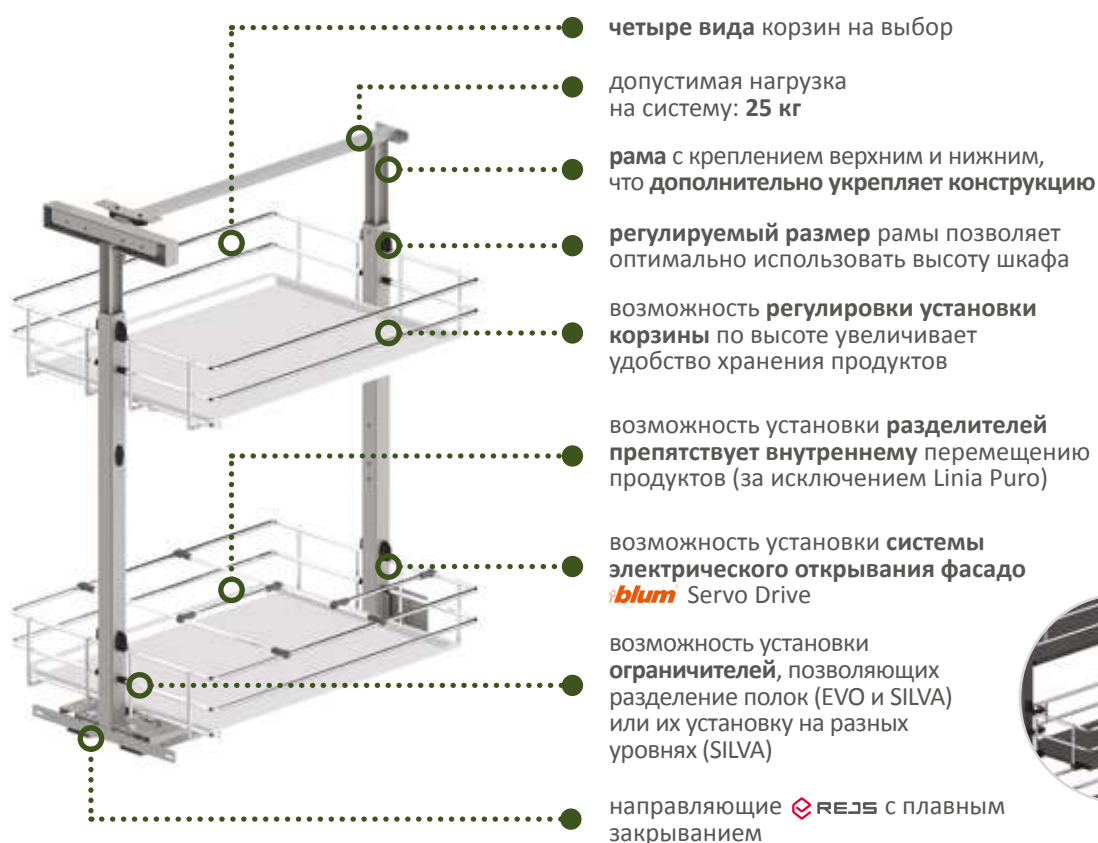 четыре вида корзин на выбор
допустимая нагрузка
на систему: 25 кг
рама с креплением верхним и нижним,
что дополнительно укрепляет конструкцию
регулируемый размер рамы позволяет
оптимально использовать высоту шкафа
возможность регулировки установки
корзины по высоте увеличивает
удобство хранения продуктов
возможность установки разделителей
препятствует внутреннему перемещению
продуктов (за исключением Linia Puro)
возможность установки системы
электрического открывания фасадо
blum Servo Drive
возможность установки
ограничителей, позволяющих
разделение полок (EVO и SILVA)
или их установку на разных
уровнях (SILVA)
направляющие REJS с плавным
закрыванием